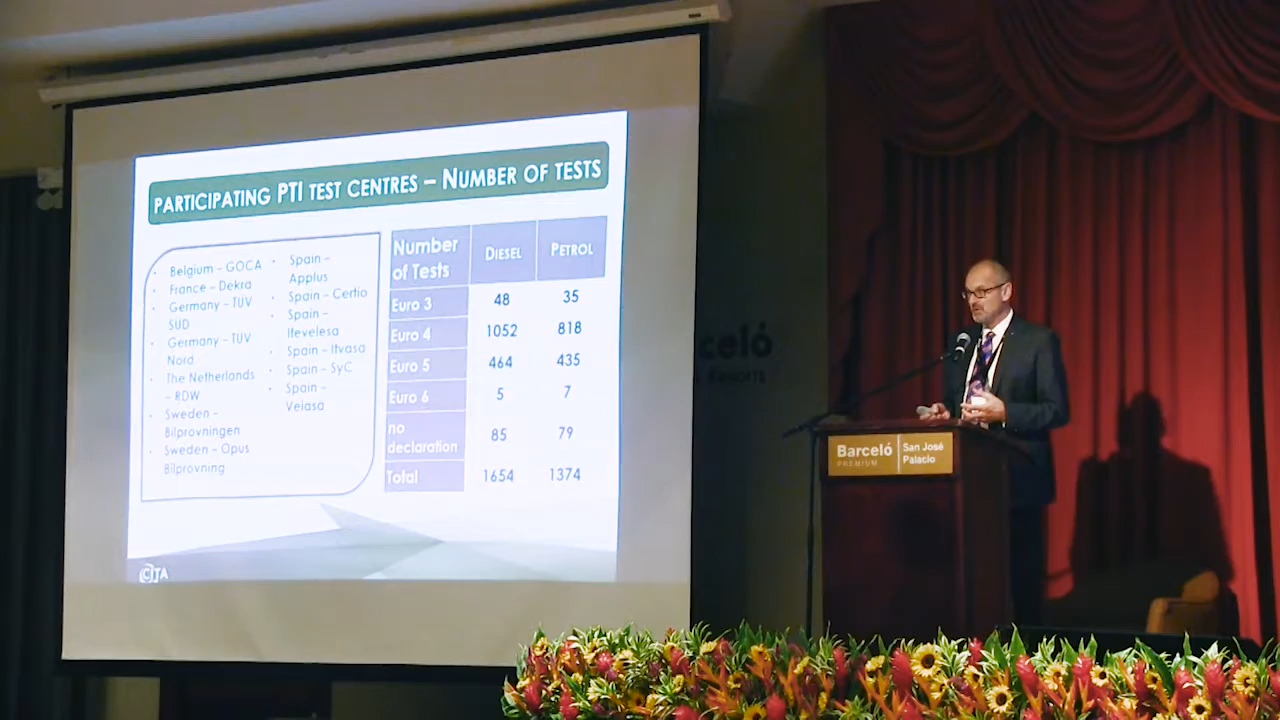 PARTICIPATING PTI TEST CENTRES – NUMBER OF TESTS
Belgium – GOCA
France – Dekra
Germany – TUV
SUD
Germany – TUV
Nord
The Netherlands
– RDW
Sweden –
Bilprovningen
Sweden – Opus
Bilprovning
Spain –
Applus
Spain – Certio
Spain –
Itevelesa
Spain – Itvasa
Spain – SyC
Spain –
Veiasa
Number of Tests DIESEL PETROL
Euro 3 48 35
Euro 4 1052 818
Euro 5 464 435
Euro 6 5 7
no declaration 85 79
Total 1654 1374
CITA
celó
Barceló
PREMIUM
San José
Palacio